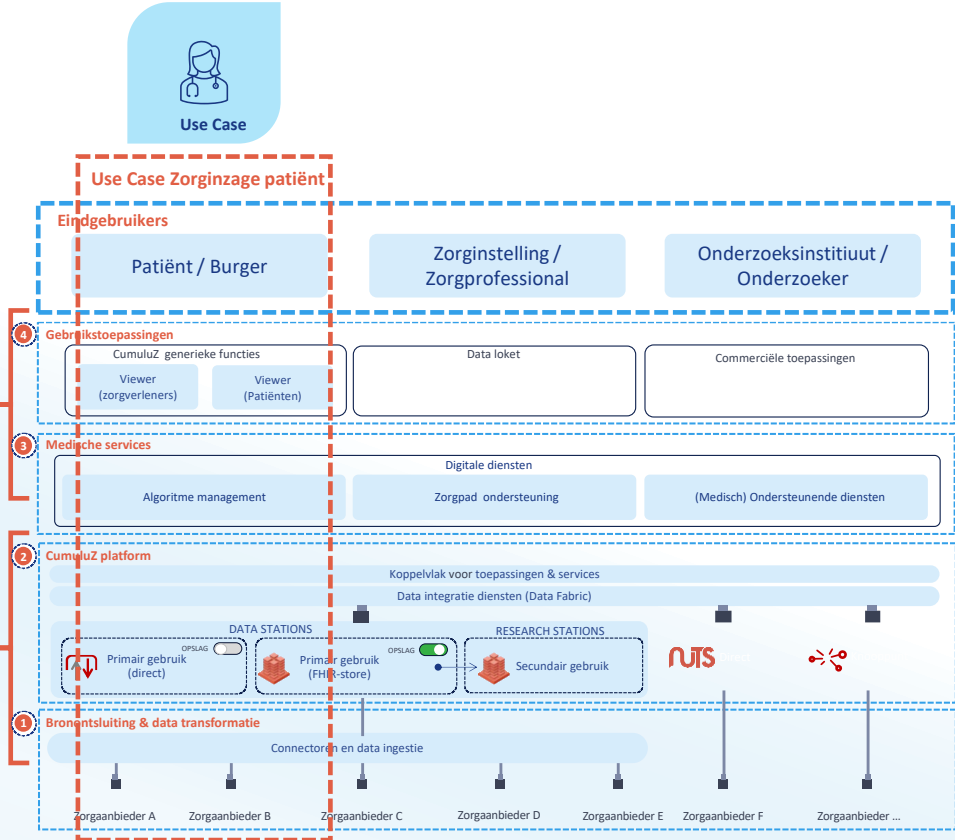 Use Case
Use Case Zorginzage patiënt
Eindgebruikers
Patiënt / Burger
Zorginstelling /
Zorgprofessional
Onderzoeksinstitiuut /
Onderzoeker
4
Gebruikstoepassingen
CumuluZ generieke functies
Viewer
(zorgverleners)
Viewer
(Patiënten)
Data loket
Commerciële toepassingen
3
Medische services
Digitale diensten
Algoritme management
Zorgpad ondersteuning
(Medisch) Ondersteunende diensten
2
CumuluZ platform
Koppelvlak voor toepassingen & services
Data integratie diensten (Data Fabric)
DATA STATIONS
RESEARCH STATIONS
OPSLAG
Primair gebruik
(direct)
OPSLAG
Primair gebruik
(FHIR-store)
Secundair gebruik
NUTS
direct
1
Bronontsluiting & data transformatie
Connectoren en data ingestie
Zorgaanbieder A
Zorgaanbieder B
Zorgaanbieder C
Zorgaanbieder D
Zorgaanbieder E
Zorgaanbieder F
Zorgaanbieder ...